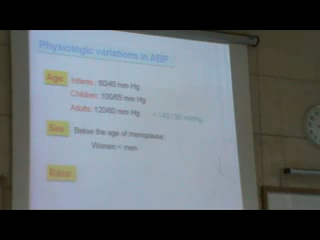 Physiologic variations in ABP
Age: Infants: 80/40 mm Hg
Children: 100/65 mm Hg
Adults: 120/80 mm Hg
Sex: Below the age of menopause:
Women < men
Race: